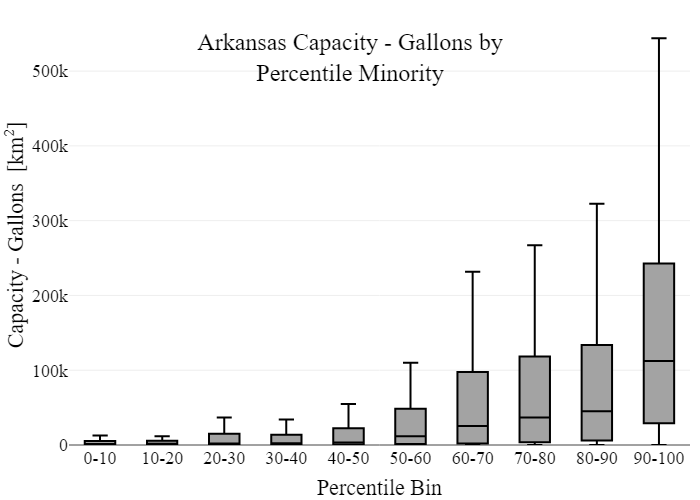 Arkansas Capacity - Gallons by
Percentile Minority
Capacity - Gallons [km²]
500k
400k
300k
200k
100k
0
0-10 10-20 20-30 30-40 40-50 50-60 60-70 70-80 80-90 90-100
Percentile Bin